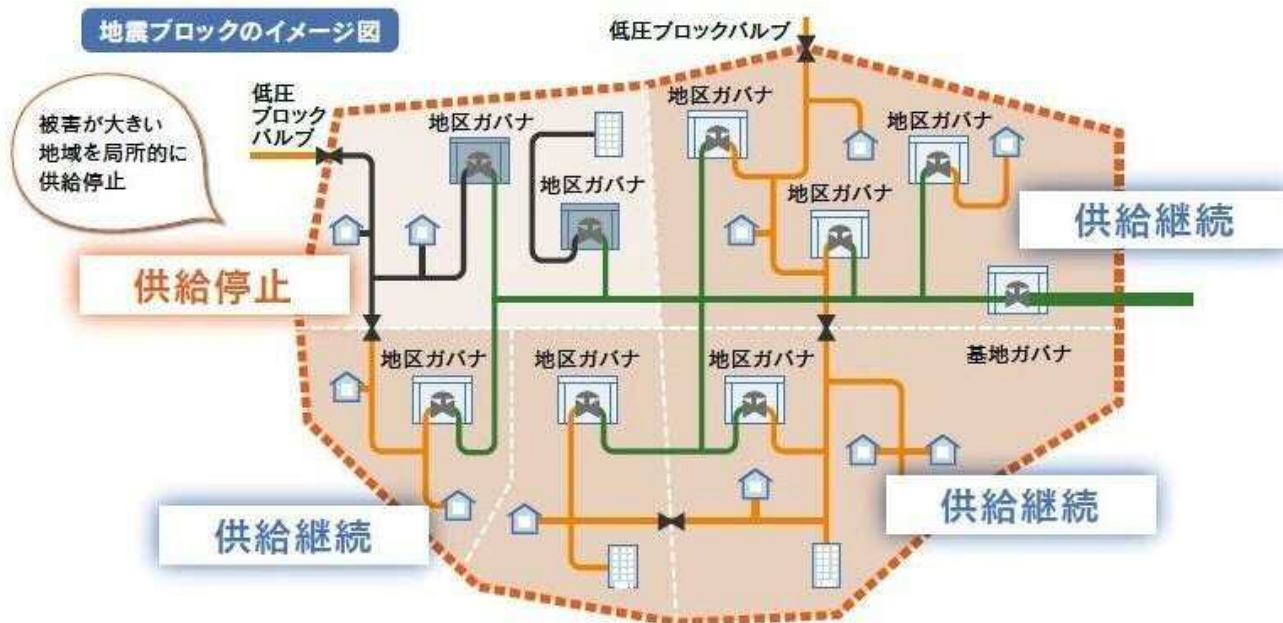 地震ブロックのイメージ図
低圧ブロックバルブ
被害が大きい
地域を局所的に
供給停止
低圧
ブロック
バルブ
地区ガバナ
地区ガバナ
地区ガバナ
地区ガバナ
地区ガバナ
供給継続
供給停止
地区ガバナ
地区ガバナ
地区ガバナ
基地ガバナ
供給継続
供給継続